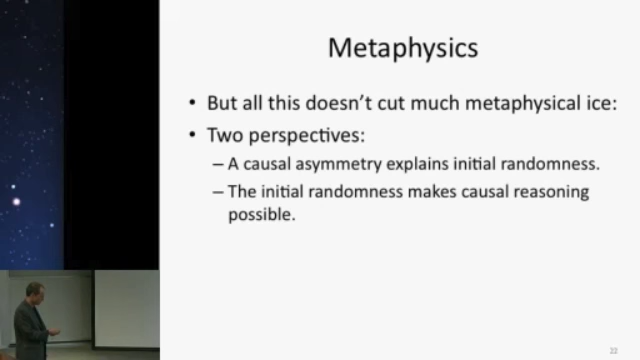 Metaphysics
• But all this doesn't cut much metaphysical ice:
• Two perspectives:
– A causal asymmetry explains initial randomness.
– The initial randomness makes causal reasoning
possible.
22